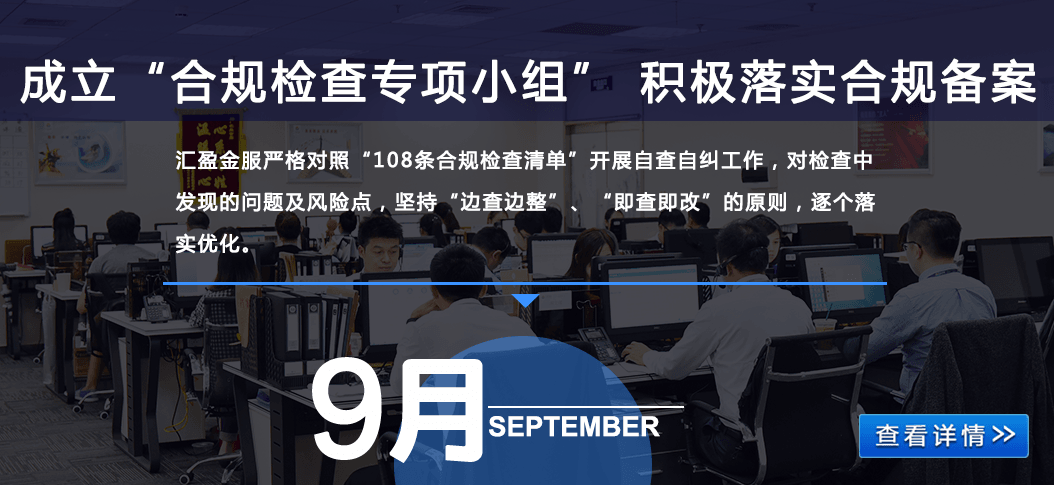 成立“合规检查专项小组” 积极落实合规备案
汇盈金服严格对照“108条合规检查清单”开展自查自纠工作，对检查中
发现的问题及风险点，坚持“边查边整”、“即查即改”的原则，逐个落
实优化。
9月
SEPTEMBER
查看详情>>